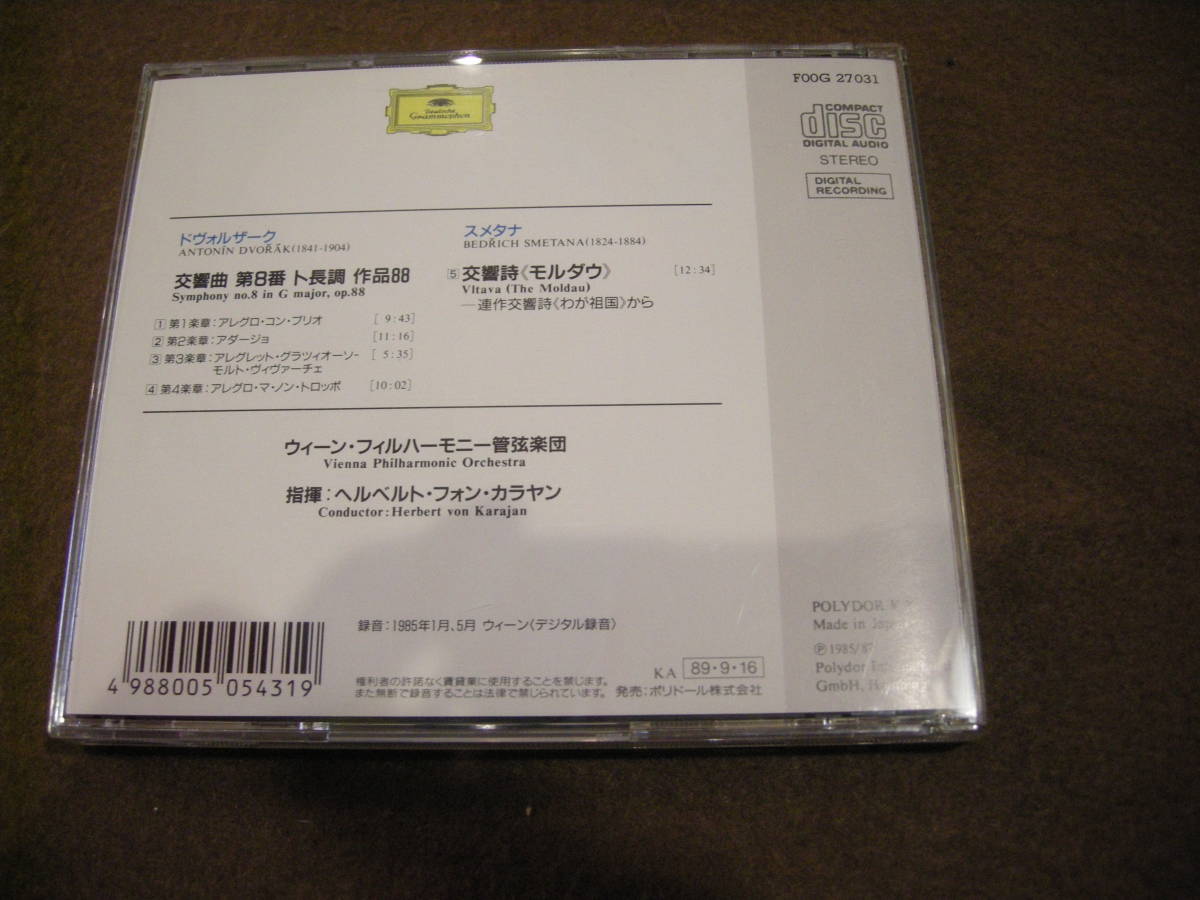 Deutsche
Grammophon
F00G 27031
COMPACT
disc
DIGITAL AUDIO
STEREO
DIGITAL
RECORDING
ドヴォルザーク
ANTONÍN DVOŘÁK(1841-1904)
交響曲 第8番 ト長調 作品88
Symphony no.8 in G major, op.88
1 第1楽章:アレグロ・コン・ブリオ [ 9:43]
2 第2楽章:アダージョ [11:16]
3 第3楽章:アレグレット・グラツィオーソ- [ 5:35]
モルト・ヴィヴァーチェ
4 第4楽章:アレグロ・マ・ノン・トロッポ [10:02]
スメタナ
BEDŘICH SMETANA(1824-1884)
5 交響詩《モルダウ》 [12:34]
Vltava (The Moldau)
—連作交響詩《わが祖国》から
ウィーン・フィルハーモニー管弦楽団
Vienna Philharmonic Orchestra
指揮:ヘルベルト・フォン・カラヤン
Conductor:Herbert von Karajan
録音:1985年1月、5月 ウィーン〈デジタル録音〉
4 988005 054319
KA 89・9・16
権利者の許諾なく賃貸業に使用することを禁じます。
また無断で録音することは法律で禁じられています。 発売:ポリドール株式会社
POLYDOR
Made in
Ⓟ1985/87
Polydor
GmbH,